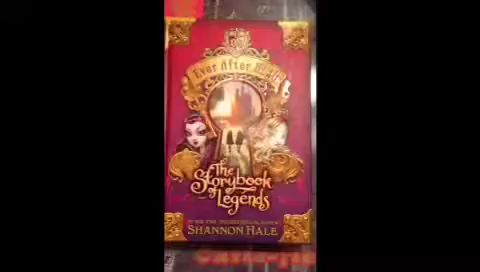 Ever After High
The
Storybook
of
Legends
SHANNON HALE